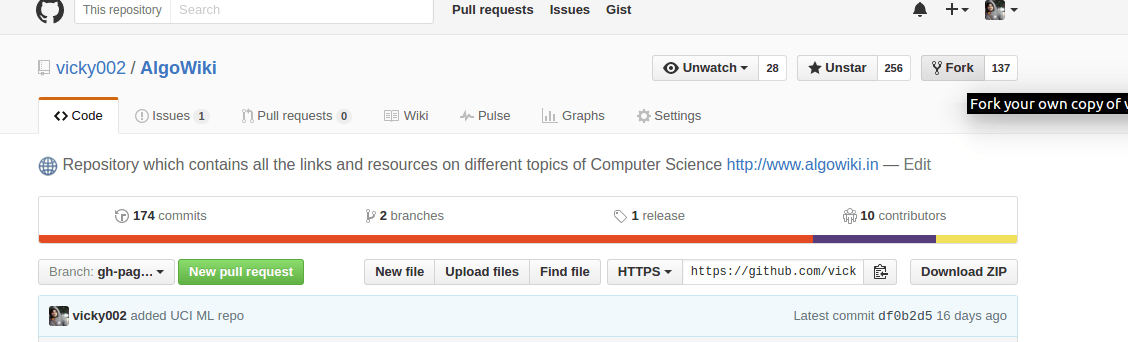 This repository Search Pull requests Issues Gist
vicky002 / AlgoWiki Unwatch 28 Unstar 256 Fork 137
Fork your own copy of v
Code Issues 1 Pull requests 0 Wiki Pulse Graphs Settings
Repository which contains all the links and resources on different topics of Computer Science http://www.algowiki.in — Edit
174 commits 2 branches 1 release 10 contributors
Branch: gh-pag… New pull request New file Upload files Find file HTTPS https://github.com/vick Download ZIP
vicky002 added UCI ML repo Latest commit df0b2d5 16 days ago